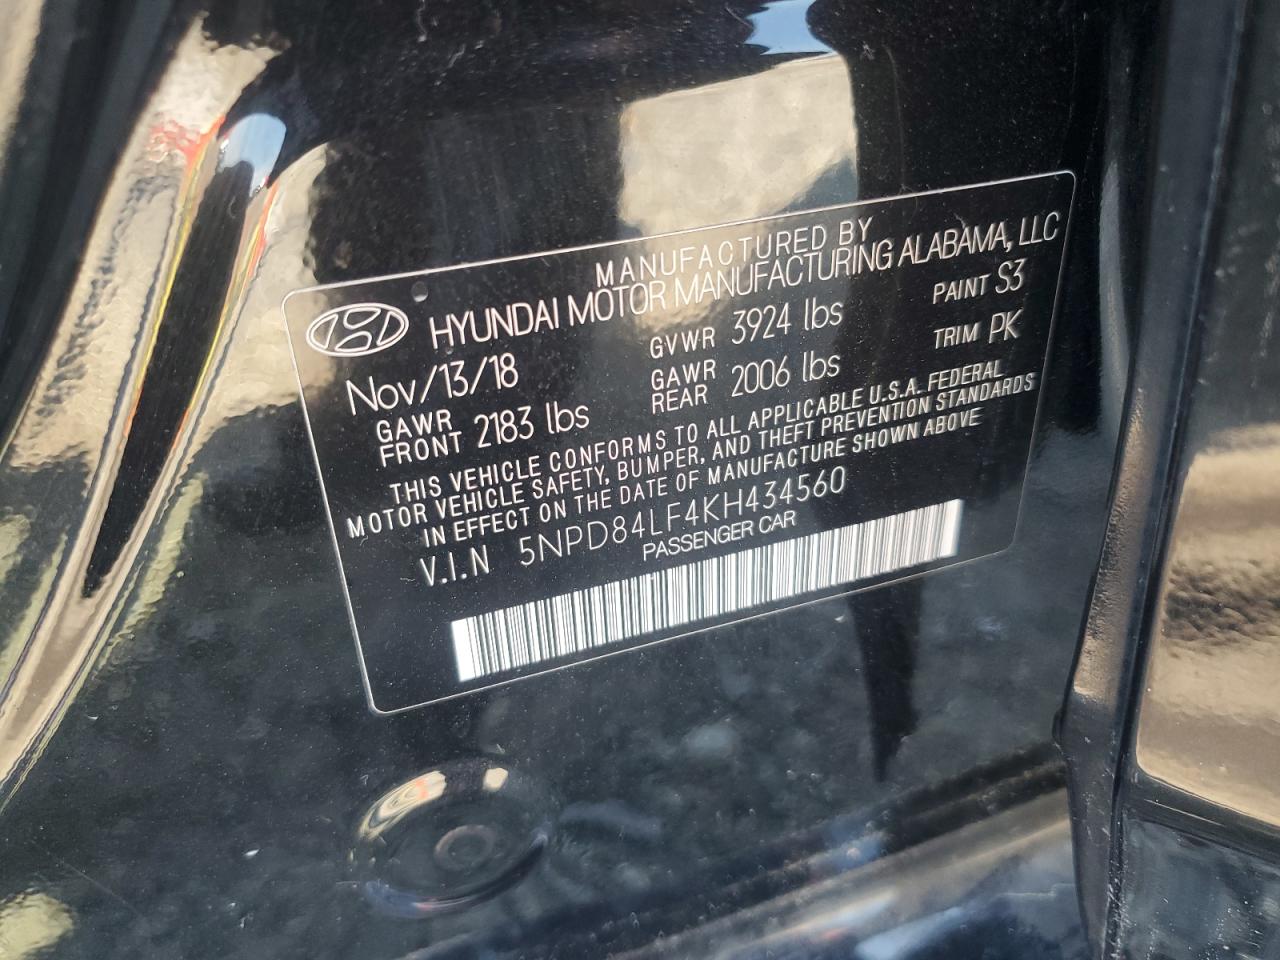 MANUFACTURED BY
HYUNDAI MOTOR MANUFACTURING ALABAMA, LLC
Nov/13/18 GVWR 3924 lbs PAINT S3
GAWR FRONT 2183 lbs GAWR REAR 2006 lbs TRIM PK
THIS VEHICLE CONFORMS TO ALL APPLICABLE U.S.A. FEDERAL
MOTOR VEHICLE SAFETY, BUMPER, AND THEFT PREVENTION STANDARDS
IN EFFECT ON THE DATE OF MANUFACTURE SHOWN ABOVE
V.I.N 5NPD84LF4KH434560
PASSENGER CAR